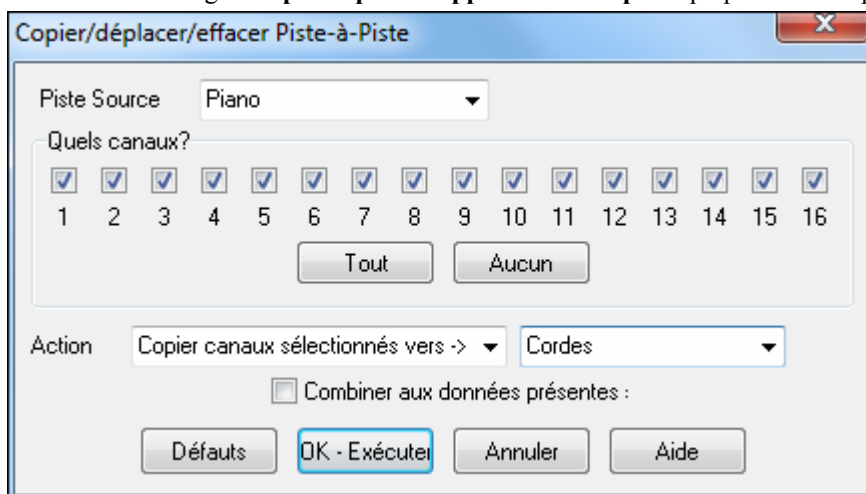 Copier/déplacer/effacer Piste-à-Piste
Piste Source Piano
Quels canaux?
1 2 3 4 5 6 7 8 9 10 11 12 13 14 15 16
Tout Aucun
Action Copier canaux sélectionnés vers -> Cordes
Combiner aux données présentes :
Défauts OK - Exécuter Annuler Aide